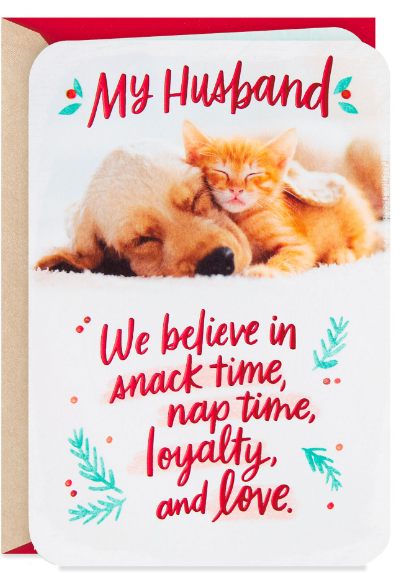 My Husband
We believe in
snack time,
nap time,
loyalty,
and love.